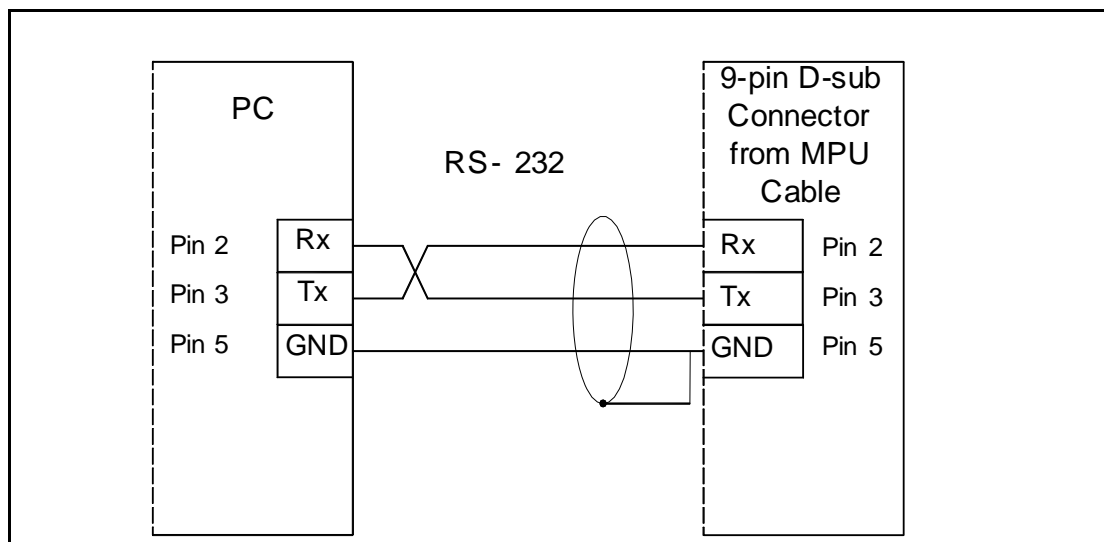 PC
9-pin D-sub
Connector
from MPU
Cable
RS- 232
Pin 2 Rx Rx Pin 2
Pin 3 Tx Tx Pin 3
Pin 5 GND GND Pin 5